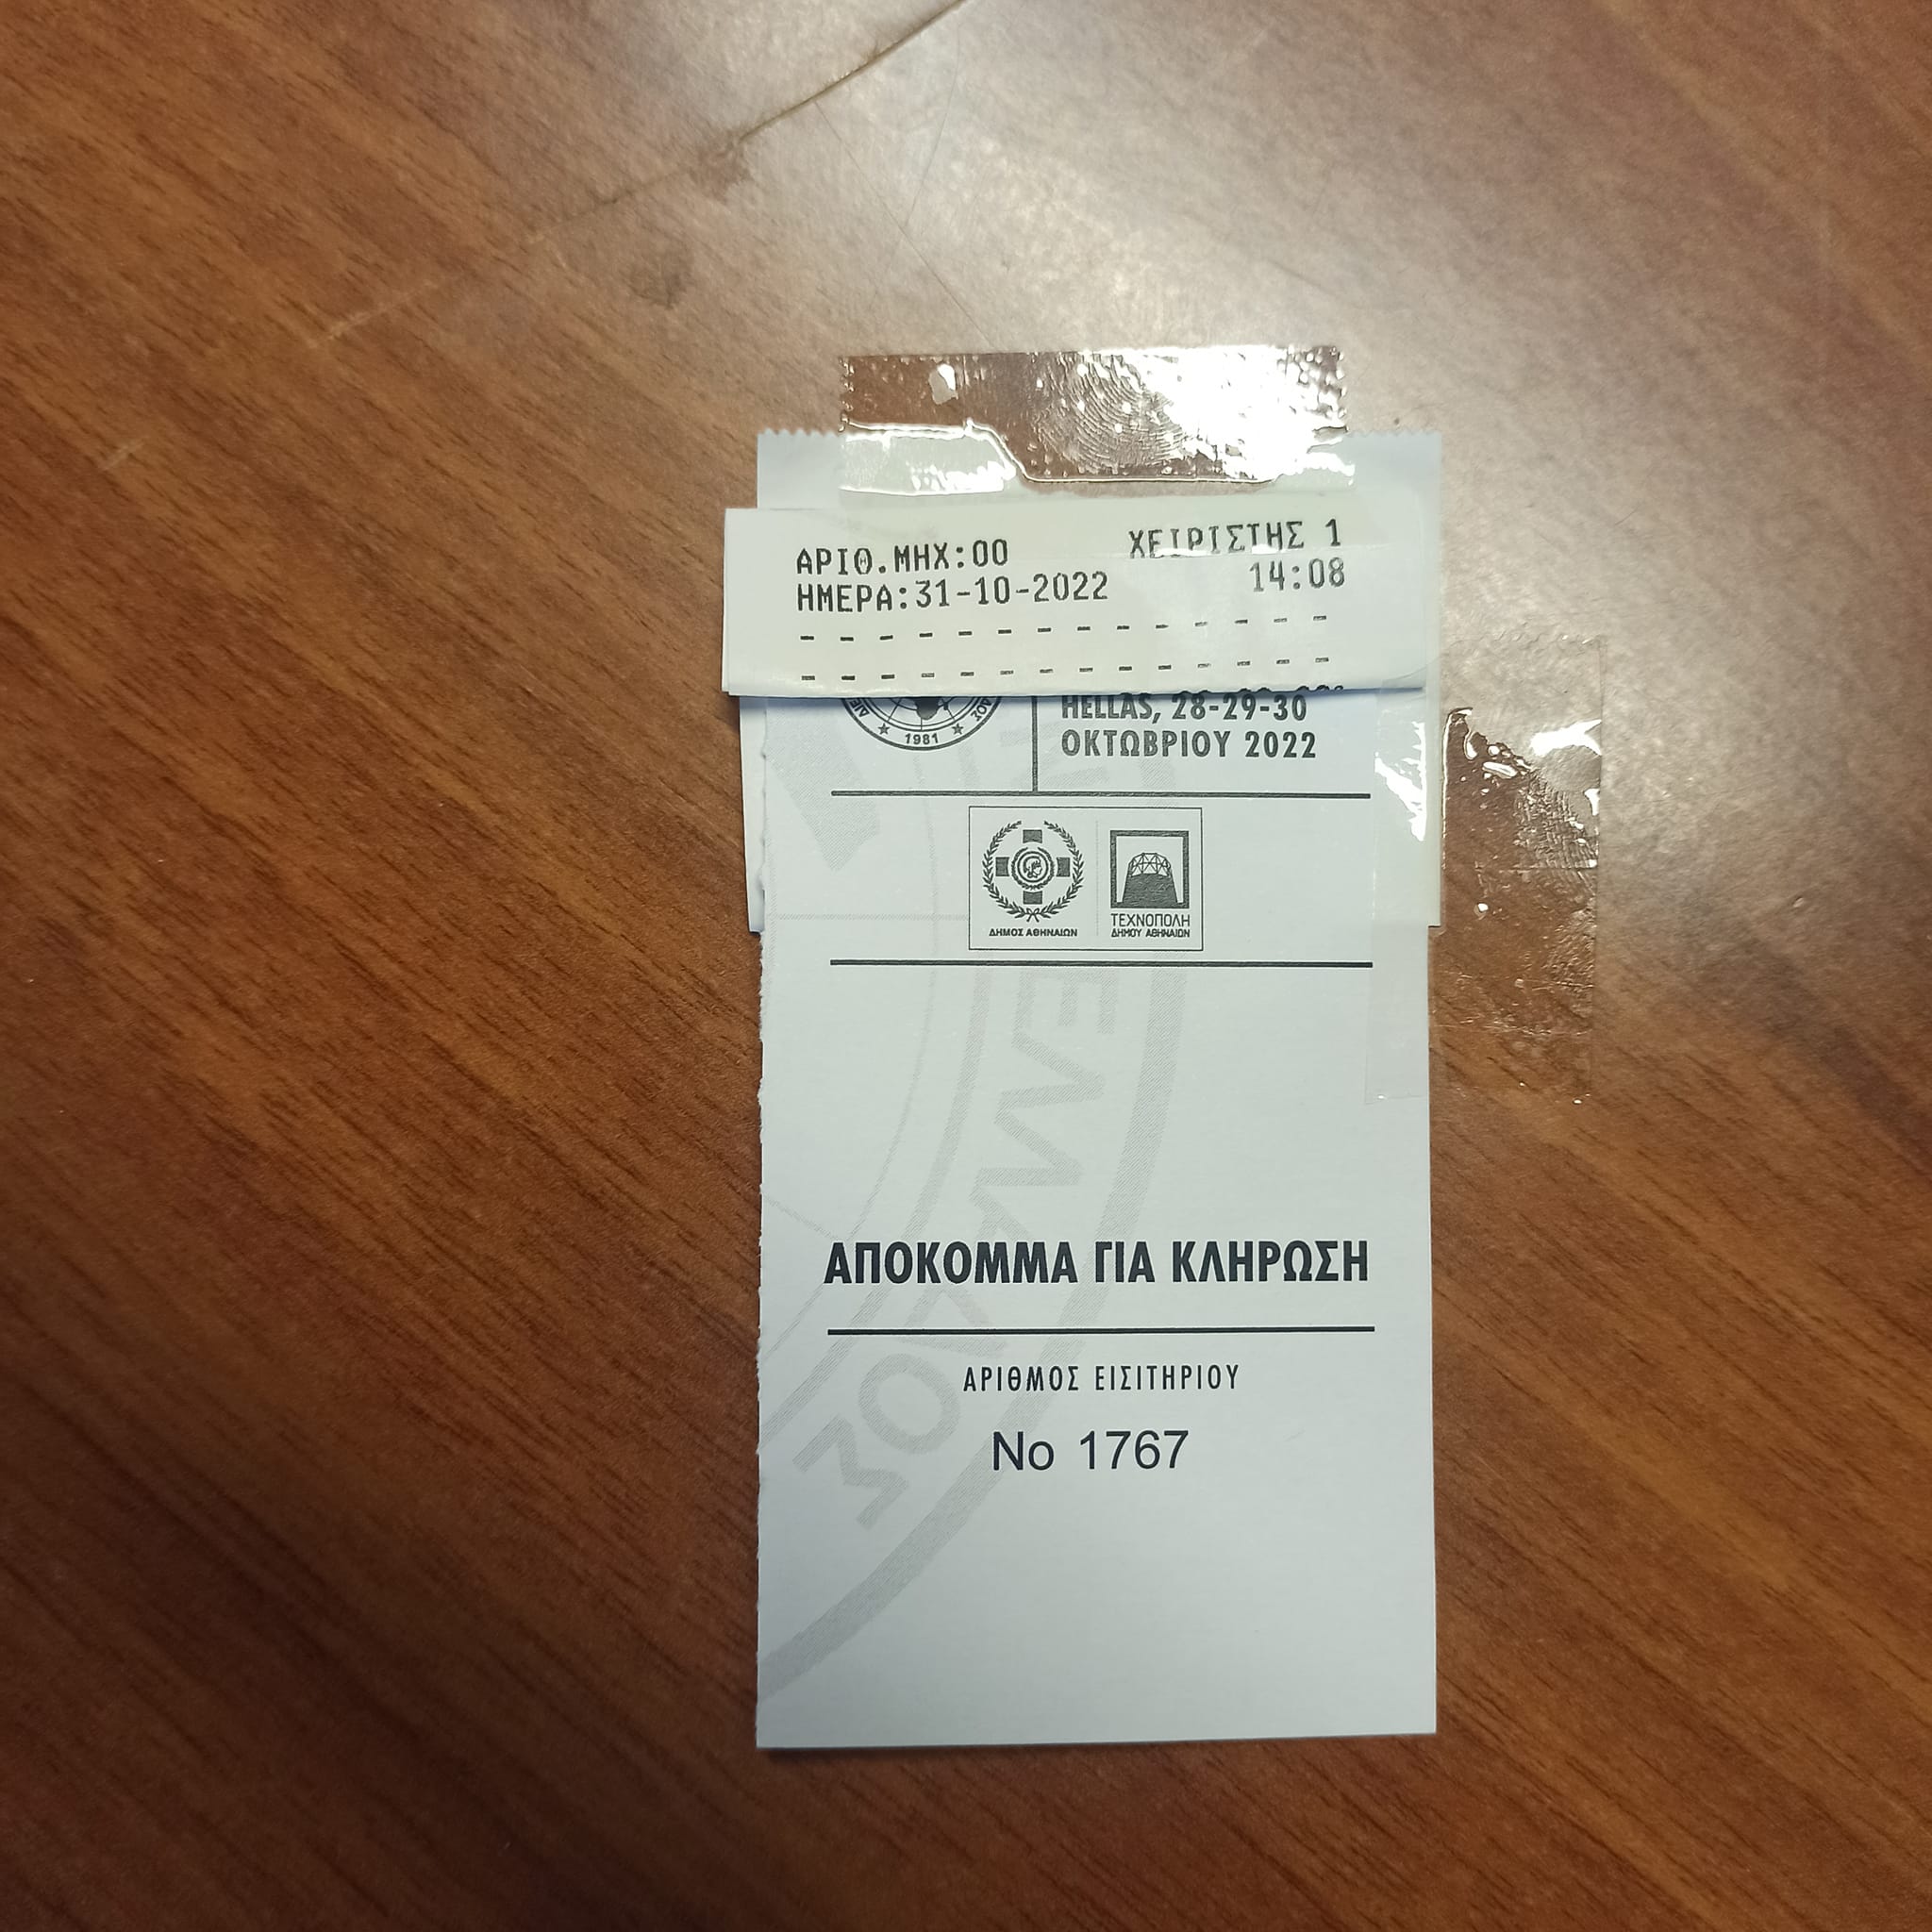 ΑΡΙΘ.ΜΗΧ:00 ΧΕΙΡΙΣΤΗΣ 1
ΗΜΕΡΑ:31-10-2022 14:08
- - - - - - - - - - - - - -
- - - - - - - - - - - - - -
1981
HELLAS, 28-29-30
ΟΚΤΩΒΡΙΟΥ 2022
ΔΗΜΟΣ ΑΘΗΝΑΙΩΝ
ΤΕΧΝΟΠΟΛΗ
ΔΗΜΟΥ ΑΘΗΝΑΙΩΝ
ΑΠΟΚΟΜΜΑ ΓΙΑ ΚΛΗΡΩΣΗ
ΑΡΙΘΜΟΣ ΕΙΣΙΤΗΡΙΟΥ
No 1767